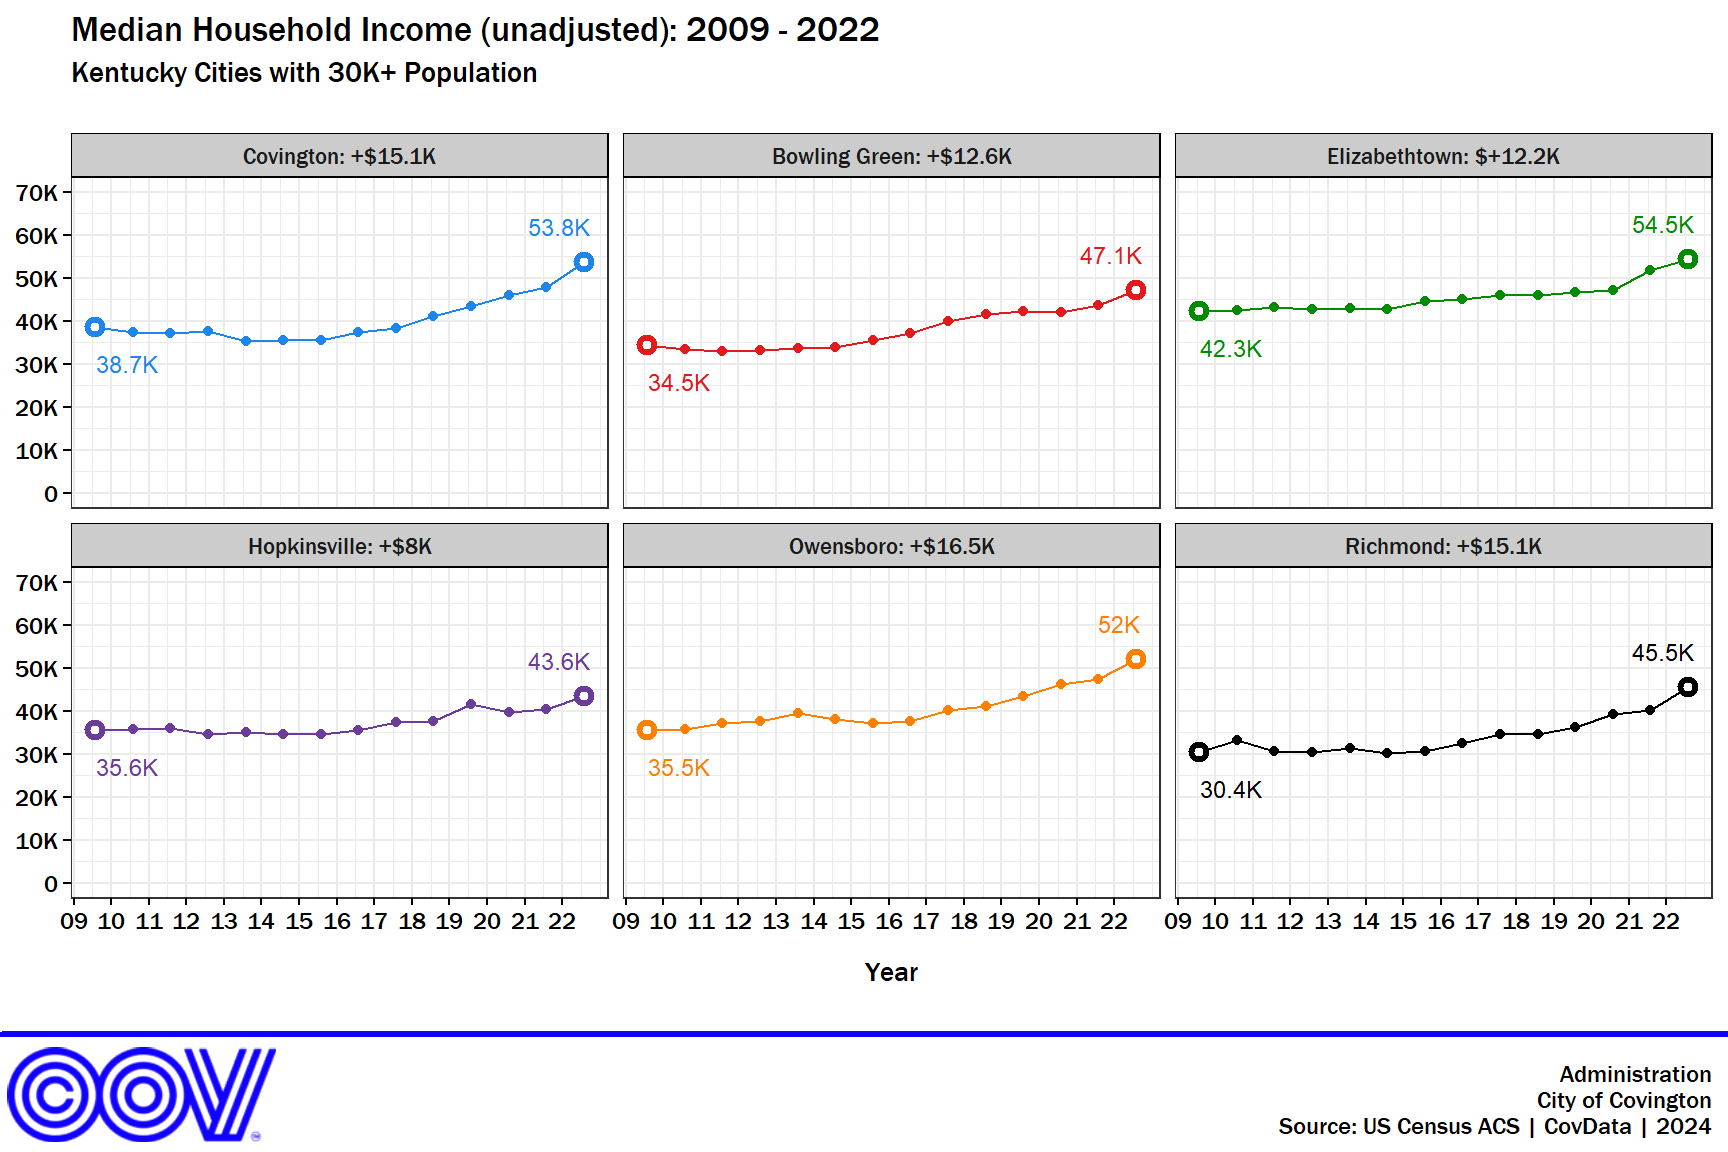 Median Household Income (unadjusted): 2009 - 2022
Kentucky Cities with 30K+ Population
Covington: +$15.1K
Bowling Green: +$12.6K
Elizabethtown: $+12.2K
70K
60K
50K
40K
30K
20K
10K
0
53.8K
38.7K
47.1K
34.5K
54.5K
42.3K
Hopkinsville: +$8K
Owensboro: +$16.5K
Richmond: +$15.1K
70K
60K
50K
40K
30K
20K
10K
0
43.6K
35.6K
52K
35.5K
45.5K
30.4K
09 10 11 12 13 14 15 16 17 18 19 20 21 22
09 10 11 12 13 14 15 16 17 18 19 20 21 22
09 10 11 12 13 14 15 16 17 18 19 20 21 22
Year
COV
Administration
City of Covington
Source: US Census ACS | CovData | 2024